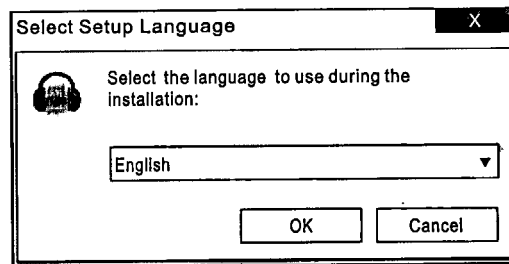 Select Setup Language
X
Select the language to use during the
installation:
English
OK
Cancel